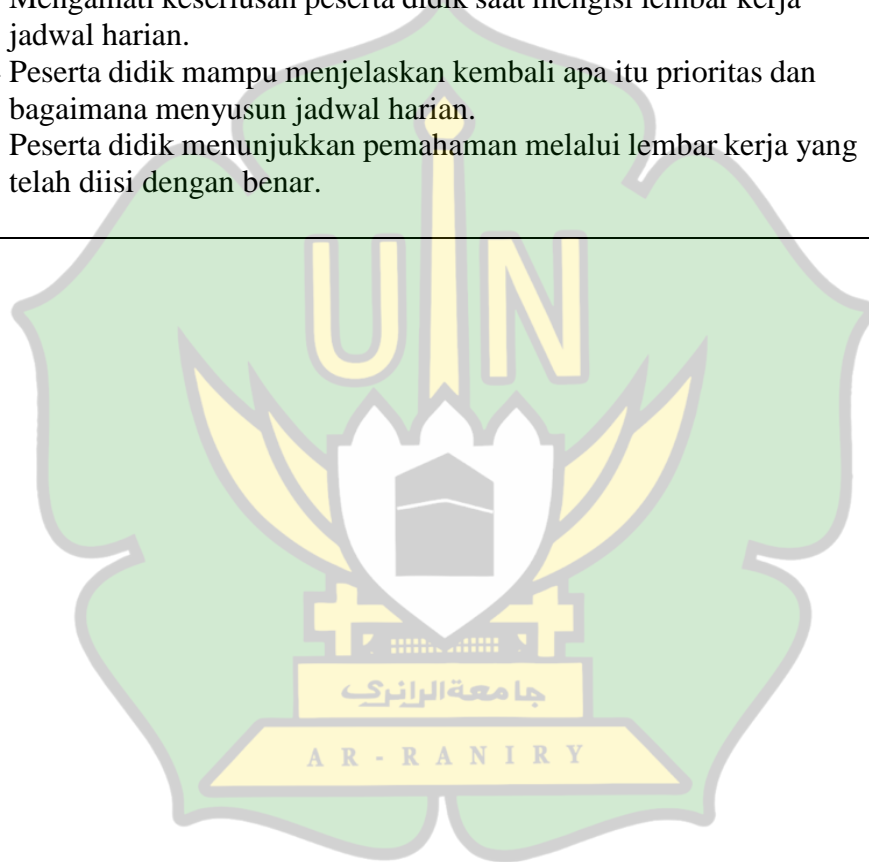 Mengamati keseriusan peserta didik saat mengisi lembar kerja
jadwal harian.
Peserta didik mampu menjelaskan kembali apa itu prioritas dan
bagaimana menyusun jadwal harian.
Peserta didik menunjukkan pemahaman melalui lembar kerja yang
telah diisi dengan benar.
UIN
جامعة الرانري
AR-RANIRY